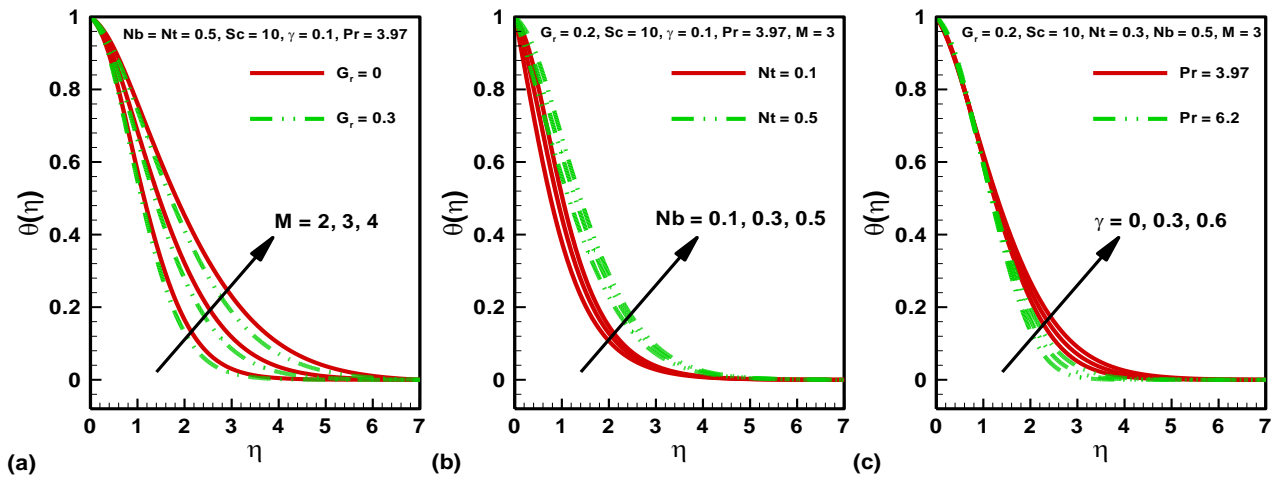 Nb = Nt = 0.5, Sc = 10, γ = 0.1, Pr = 3.97
G_r = 0
G_r = 0.3
M = 2, 3, 4
θ(η)
1
0.8
0.6
0.4
0.2
0
0 1 2 3 4 5 6 7
η
(a)
G_r = 0.2, Sc = 10, γ = 0.1, Pr = 3.97, M = 3
Nt = 0.1
Nt = 0.5
Nb = 0.1, 0.3, 0.5
θ(η)
1
0.8
0.6
0.4
0.2
0
0 1 2 3 4 5 6 7
η
(b)
G_r = 0.2, Sc = 10, Nt = 0.3, Nb = 0.5, M = 3
Pr = 3.97
Pr = 6.2
γ = 0, 0.3, 0.6
θ(η)
1
0.8
0.6
0.4
0.2
0
0 1 2 3 4 5 6 7
η
(c)